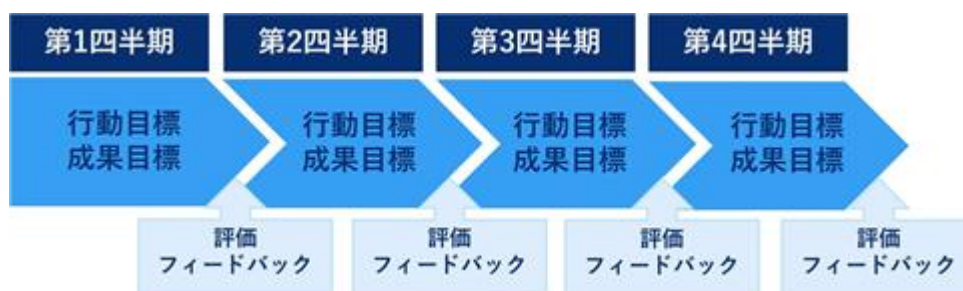 第1四半期
第2四半期
第3四半期
第4四半期
行動目標
成果目標
行動目標
成果目標
行動目標
成果目標
行動目標
成果目標
評価
フィードバック
評価
フィードバック
評価
フィードバック
評価
フィードバック